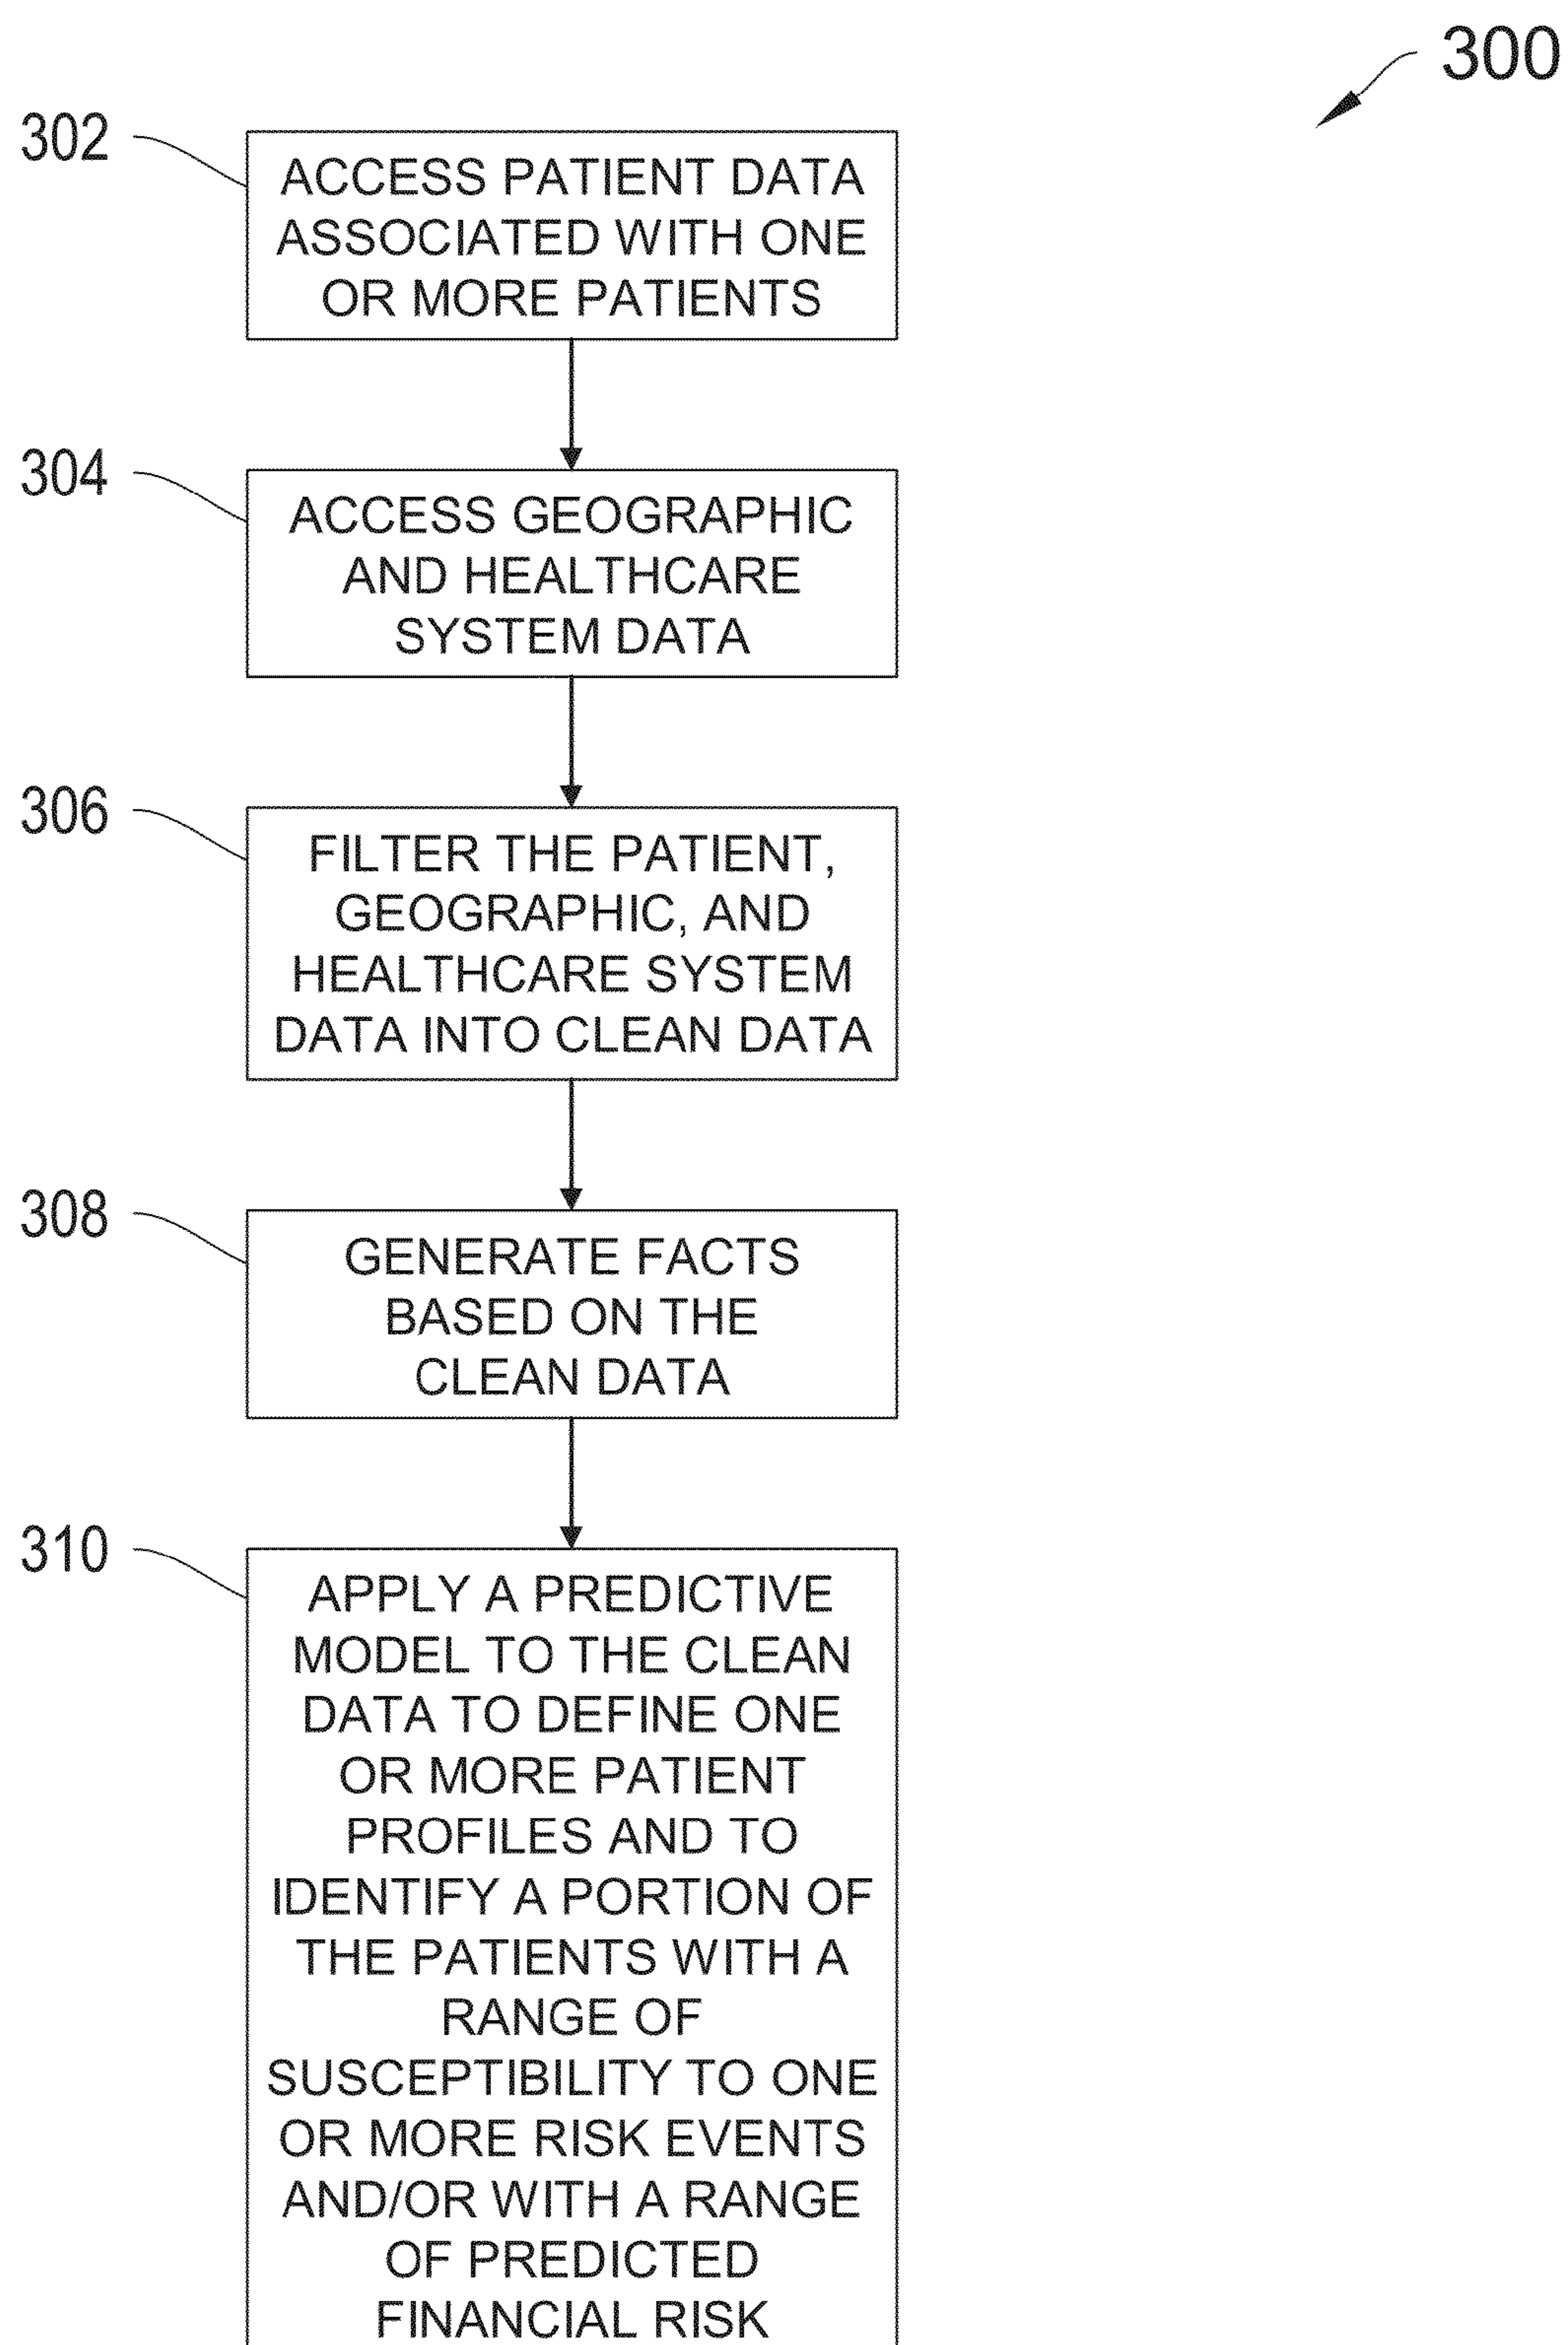 300
302
ACCESS PATIENT DATA
ASSOCIATED WITH ONE
OR MORE PATIENTS
304
ACCESS GEOGRAPHIC
AND HEALTHCARE
SYSTEM DATA
306
FILTER THE PATIENT,
GEOGRAPHIC, AND
HEALTHCARE SYSTEM
DATA INTO CLEAN DATA
308
GENERATE FACTS
BASED ON THE
CLEAN DATA
310
APPLY A PREDICTIVE
MODEL TO THE CLEAN
DATA TO DEFINE ONE
OR MORE PATIENT
PROFILES AND TO
IDENTIFY A PORTION OF
THE PATIENTS WITH A
RANGE OF
SUSCEPTIBILITY TO ONE
OR MORE RISK EVENTS
AND/OR WITH A RANGE
OF PREDICTED
FINANCIAL RISK